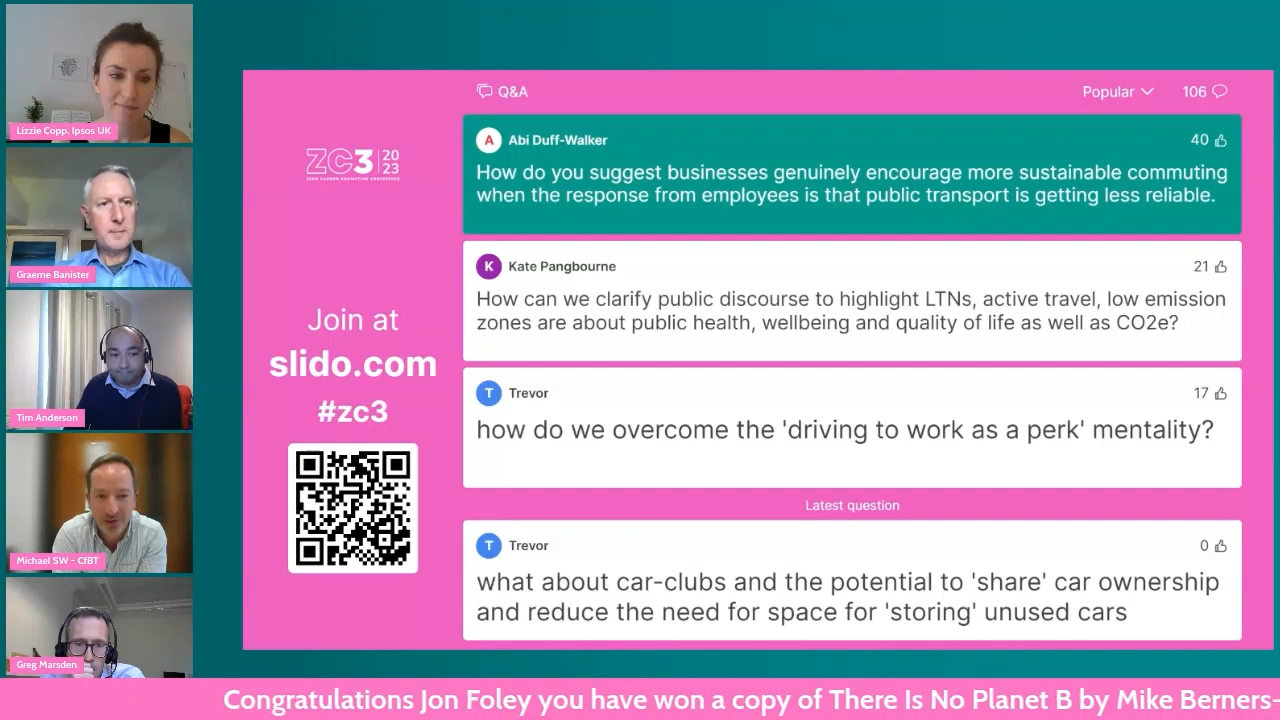 Lizzie Copp, Ipsos UK
Graeme Banister
Tim Anderson
Michael SW - CfBT
Greg Marsden
ZC3 20
23
ZERO CARBON COMMUTING CONFERENCE
Join at
slido.com
#zc3
Q&A
Popular
106
A
Abi Duff-Walker
40
How do you suggest businesses genuinely encourage more sustainable commuting
when the response from employees is that public transport is getting less reliable.
K
Kate Pangbourne
21
How can we clarify public discourse to highlight LTNs, active travel, low emission
zones are about public health, wellbeing and quality of life as well as CO2e?
T
Trevor
17
how do we overcome the 'driving to work as a perk' mentality?
Latest question
T
Trevor
0
what about car-clubs and the potential to 'share' car ownership
and reduce the need for space for 'storing' unused cars
Congratulations Jon Foley you have won a copy of There Is No Planet B by Mike Berners-